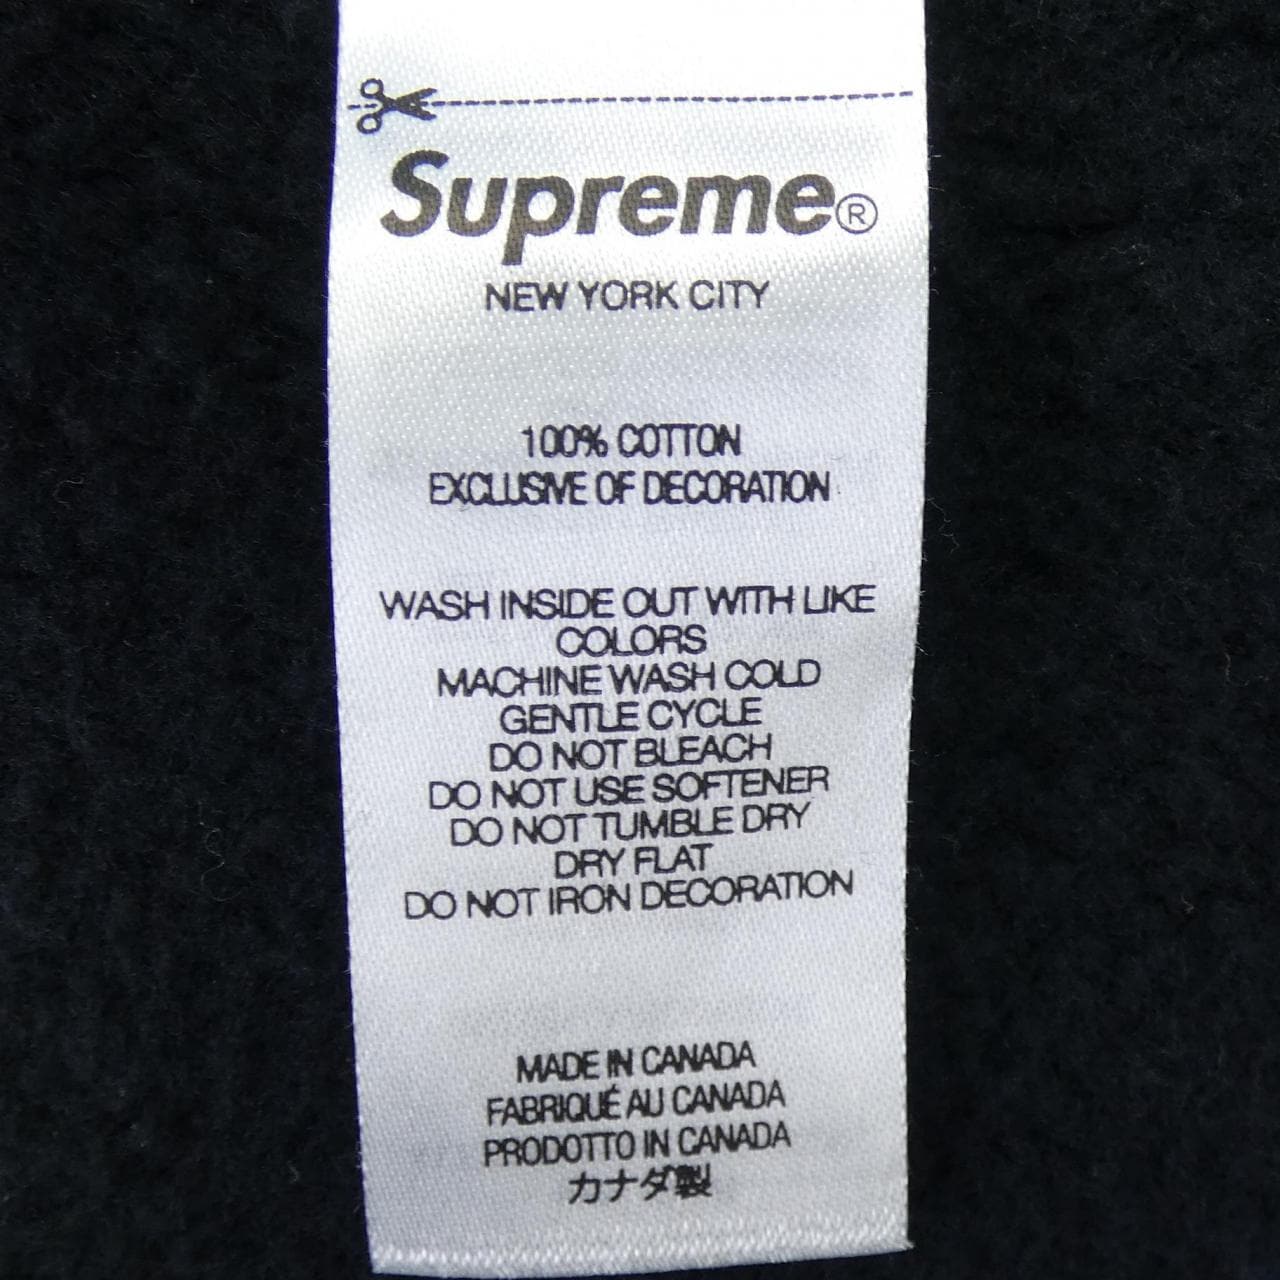 Supreme®
NEW YORK CITY
100% COTTON
EXCLUSIVE OF DECORATION
WASH INSIDE OUT WITH LIKE
COLORS
MACHINE WASH COLD
GENTLE CYCLE
DO NOT BLEACH
DO NOT USE SOFTENER
DO NOT TUMBLE DRY
DRY FLAT
DO NOT IRON DECORATION
MADE IN CANADA
FABRIQUÉ AU CANADA
PRODOTTO IN CANADA
カナダ製